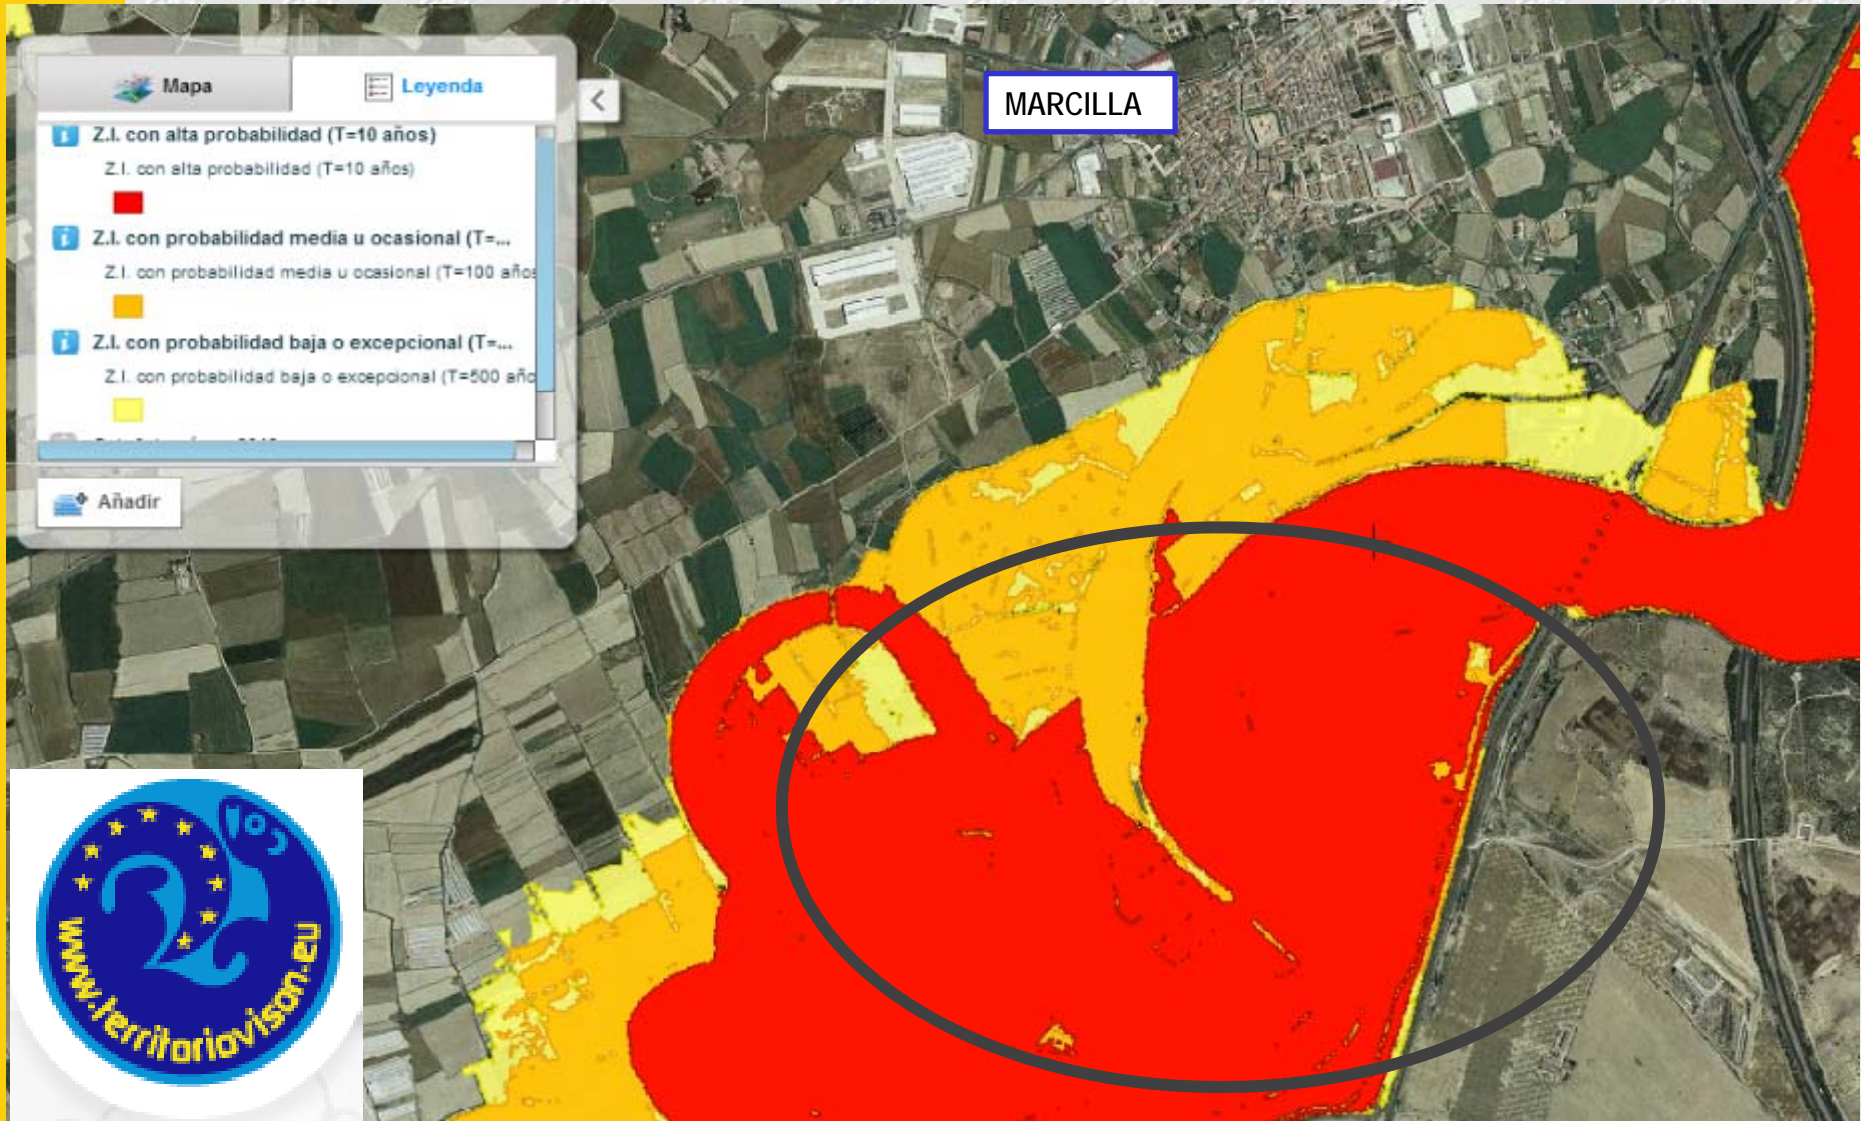 Mapa
Leyenda
MARCILLA
Z.I. con alta probabilidad (T=10 años)
Z.I. con alta probabilidad (T=10 años)
Z.I. con probabilidad media u ocasional (T=...
Z.I. con probabilidad media u ocasional (T=100 años
Z.I. con probabilidad baja o excepcional (T=...
Z.I. con probabilidad baja o excepcional (T=500 año
Añadir
www.territoriovison.eu